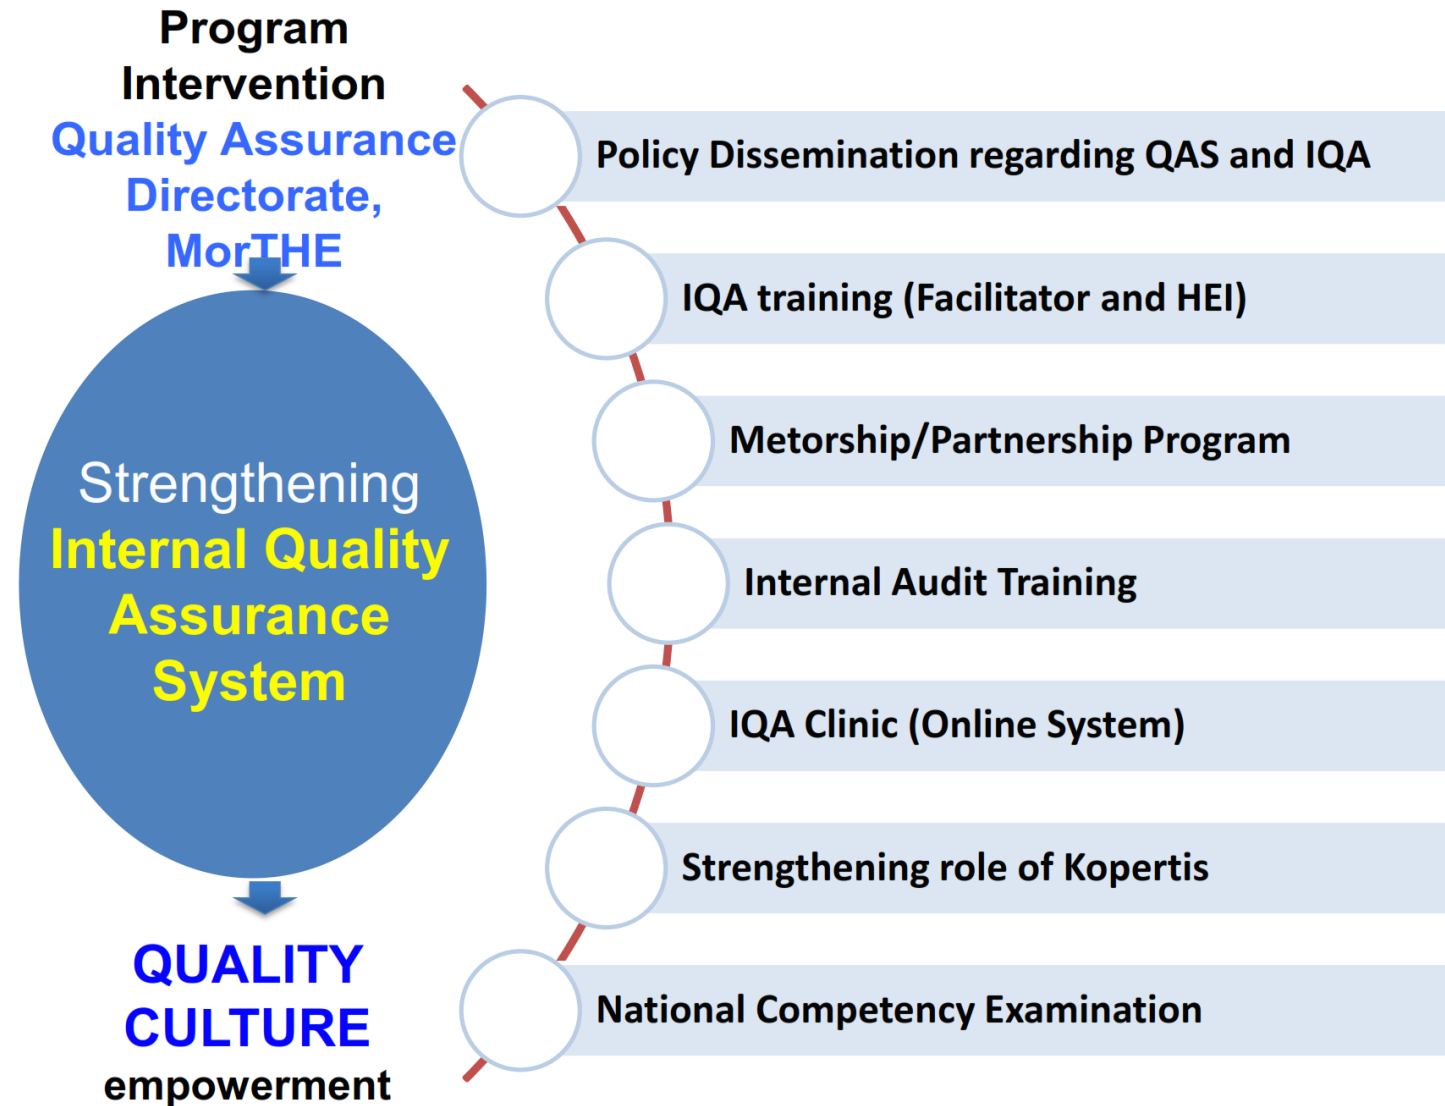 Program
Intervention
Quality Assurance
Directorate,
MorTHE
Strengthening
Internal Quality
Assurance
System
QUALITY
CULTURE
empowerment
Policy Dissemination regarding QAS and IQA
IQA training (Facilitator and HEI)
Metorship/Partnership Program
Internal Audit Training
IQA Clinic (Online System)
Strengthening role of Kopertis
National Competency Examination